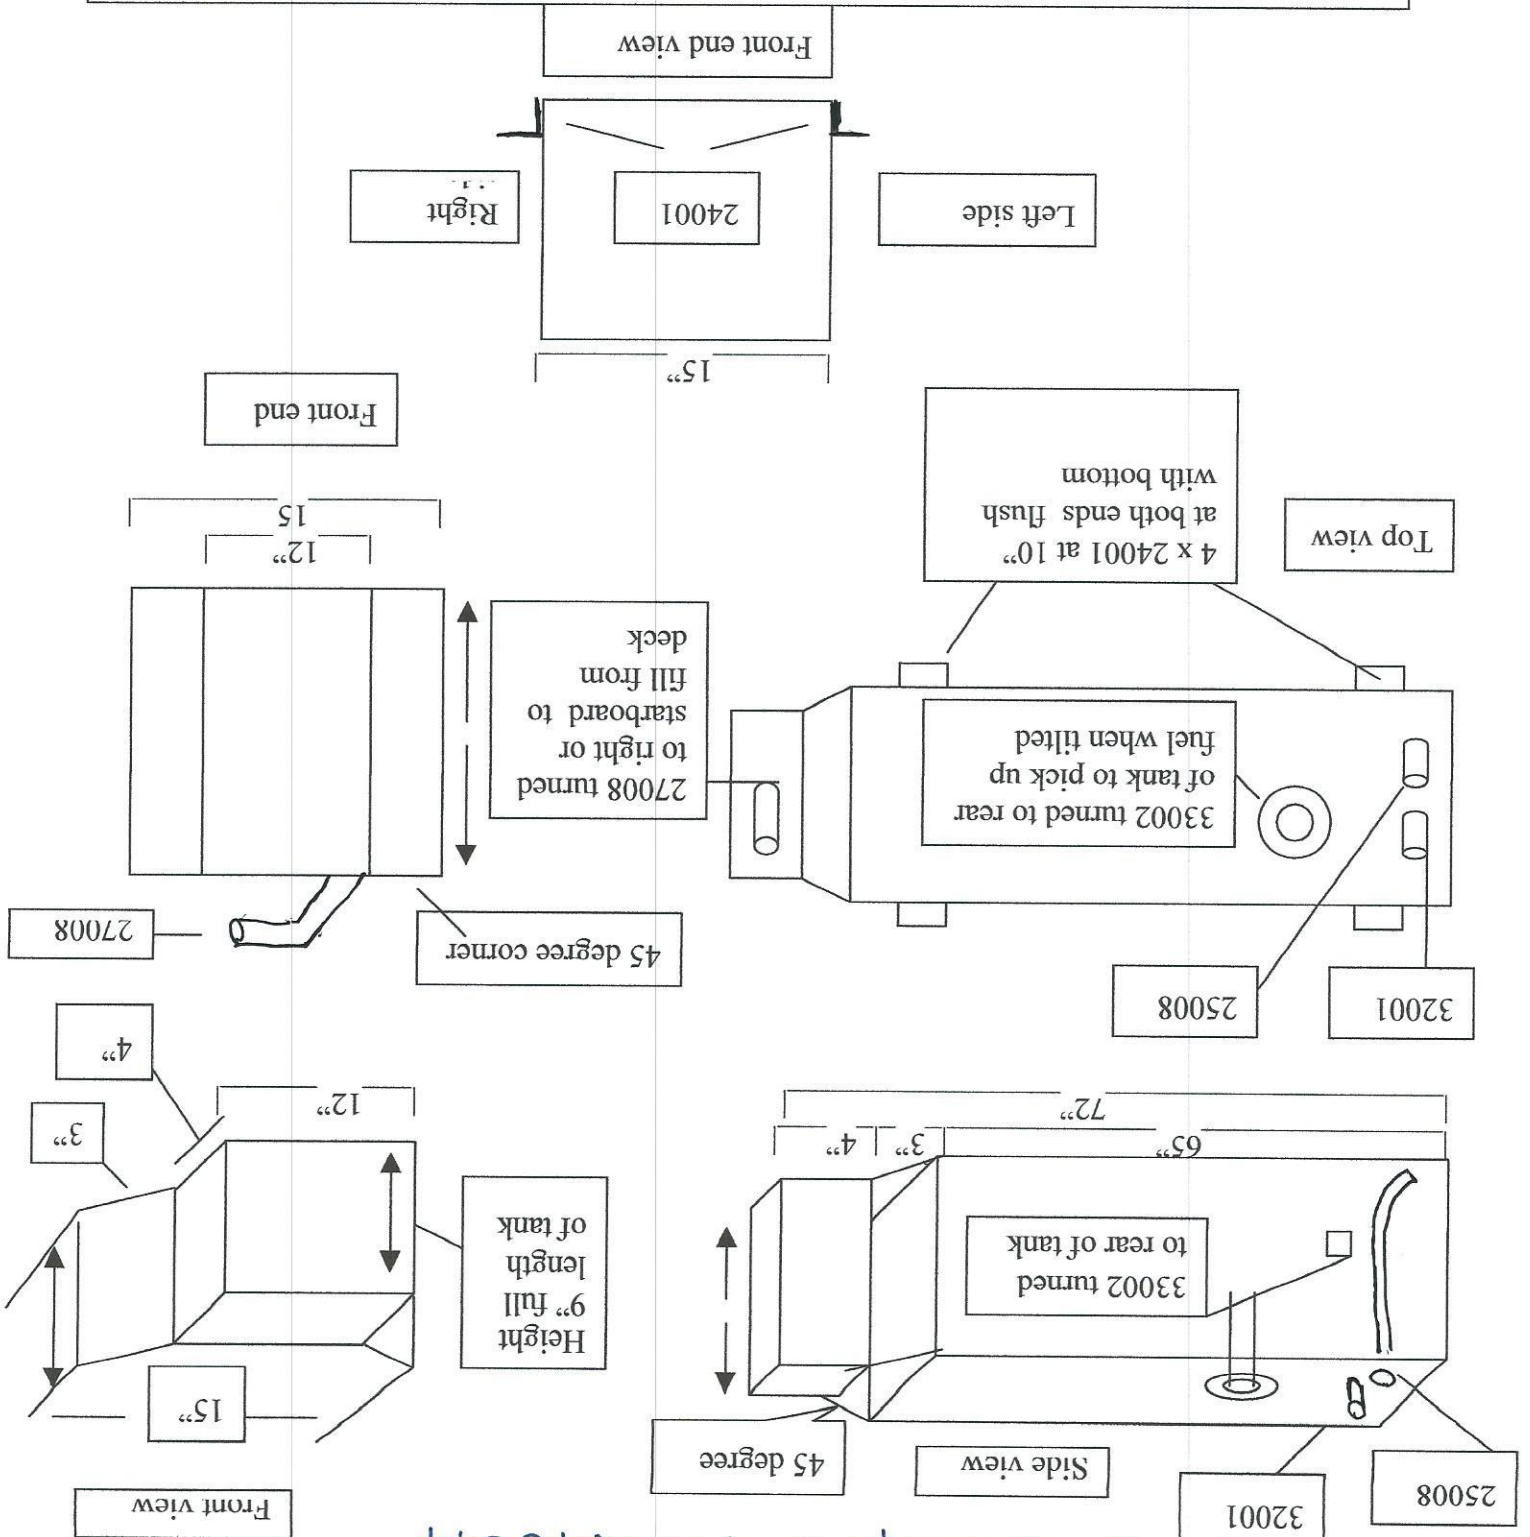 32001
Front view
25008
Side view
45 degree
15”
33002 turned
to rear of tank
Height
9” full
length
of tank
65”
3”
4”
72”
12”
3”
4”
32001
25008
45 degree corner
27008
33002 turned to rear
of tank to pick up
fuel when tilted
27008 turned
to right or
starboard to
fill from
deck
Top view
4 x 24001 at 10”
at both ends flush
with bottom
12”
15
Front end
15”
Left side
24001
Right
Front end view